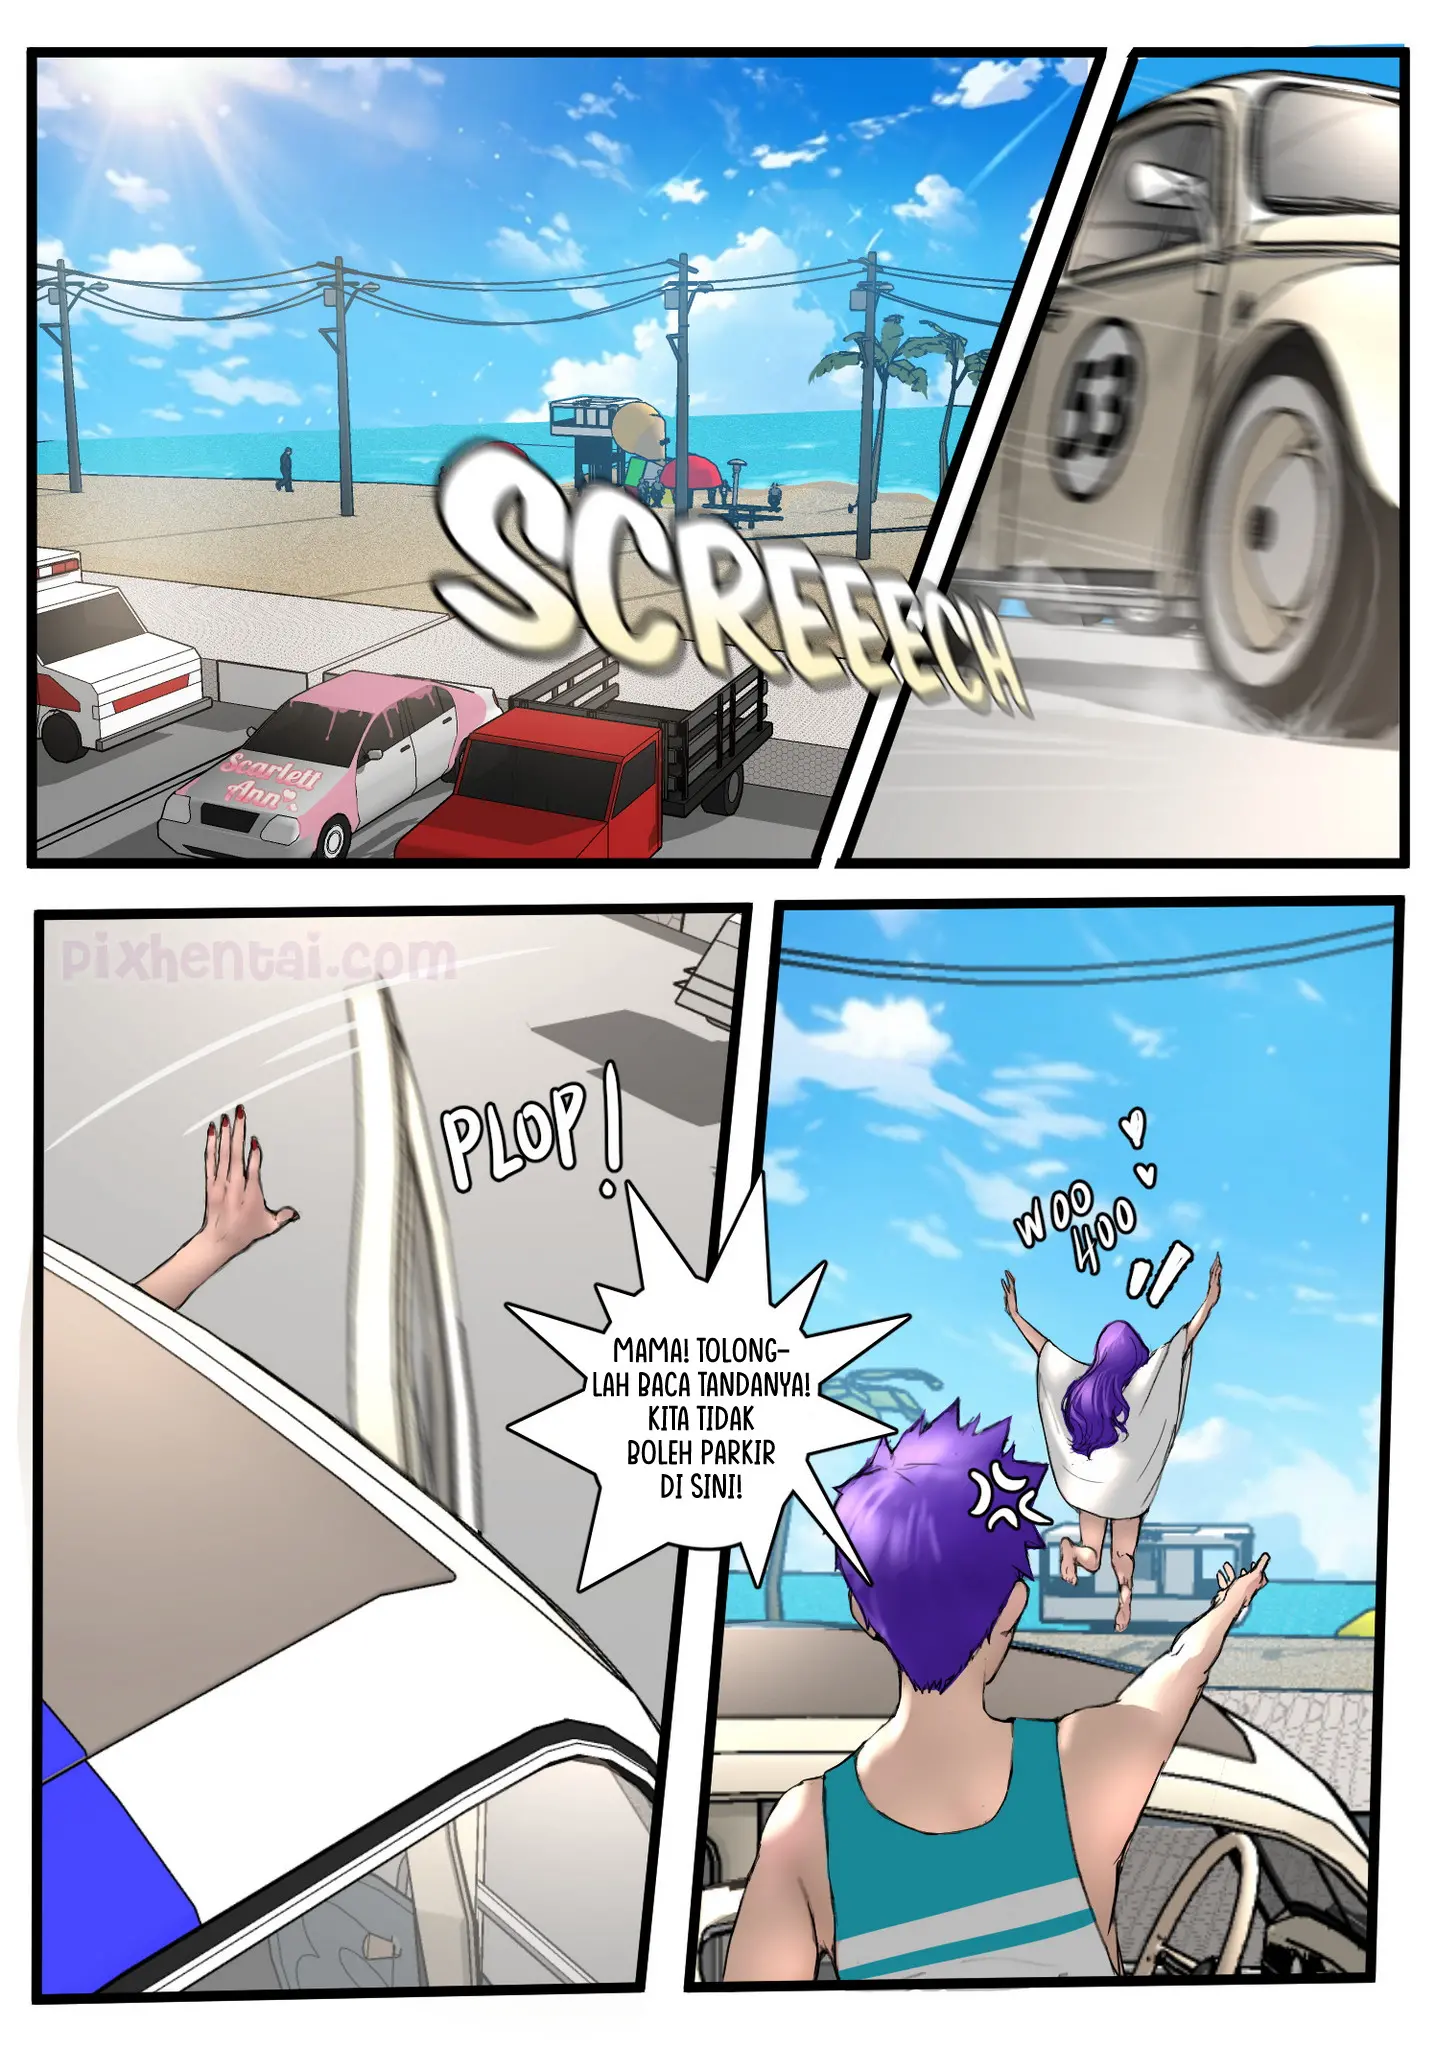 SCREEECH
Scarlett
Ann
pixhentai.com
PLOP!
WOO
HOO
MAMA! TOLONG-
LAH BACA TANDANYA!
KITA TIDAK
BOLEH PARKIR
DI SINI!